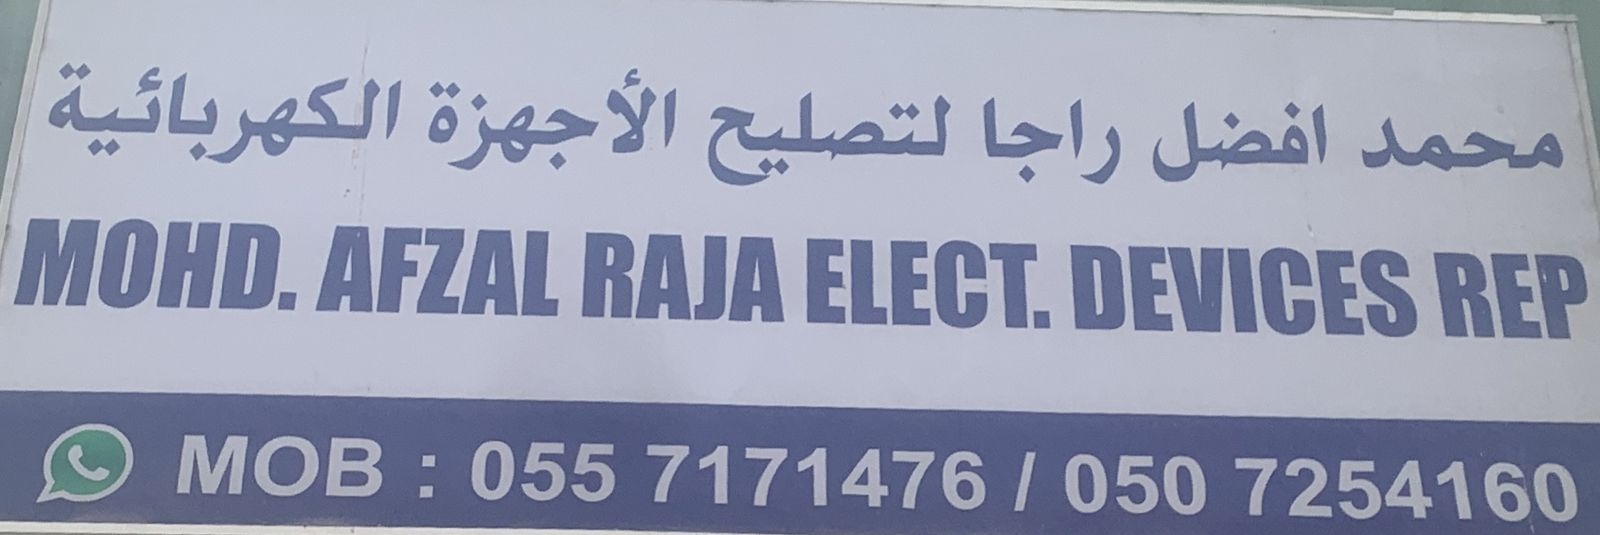 محمد افضل راجا لتصليح الأجهزة الكهربائية
MOHD. AFZAL RAJA ELECT. DEVICES REP
MOB : 055 7171476 / 050 7254160